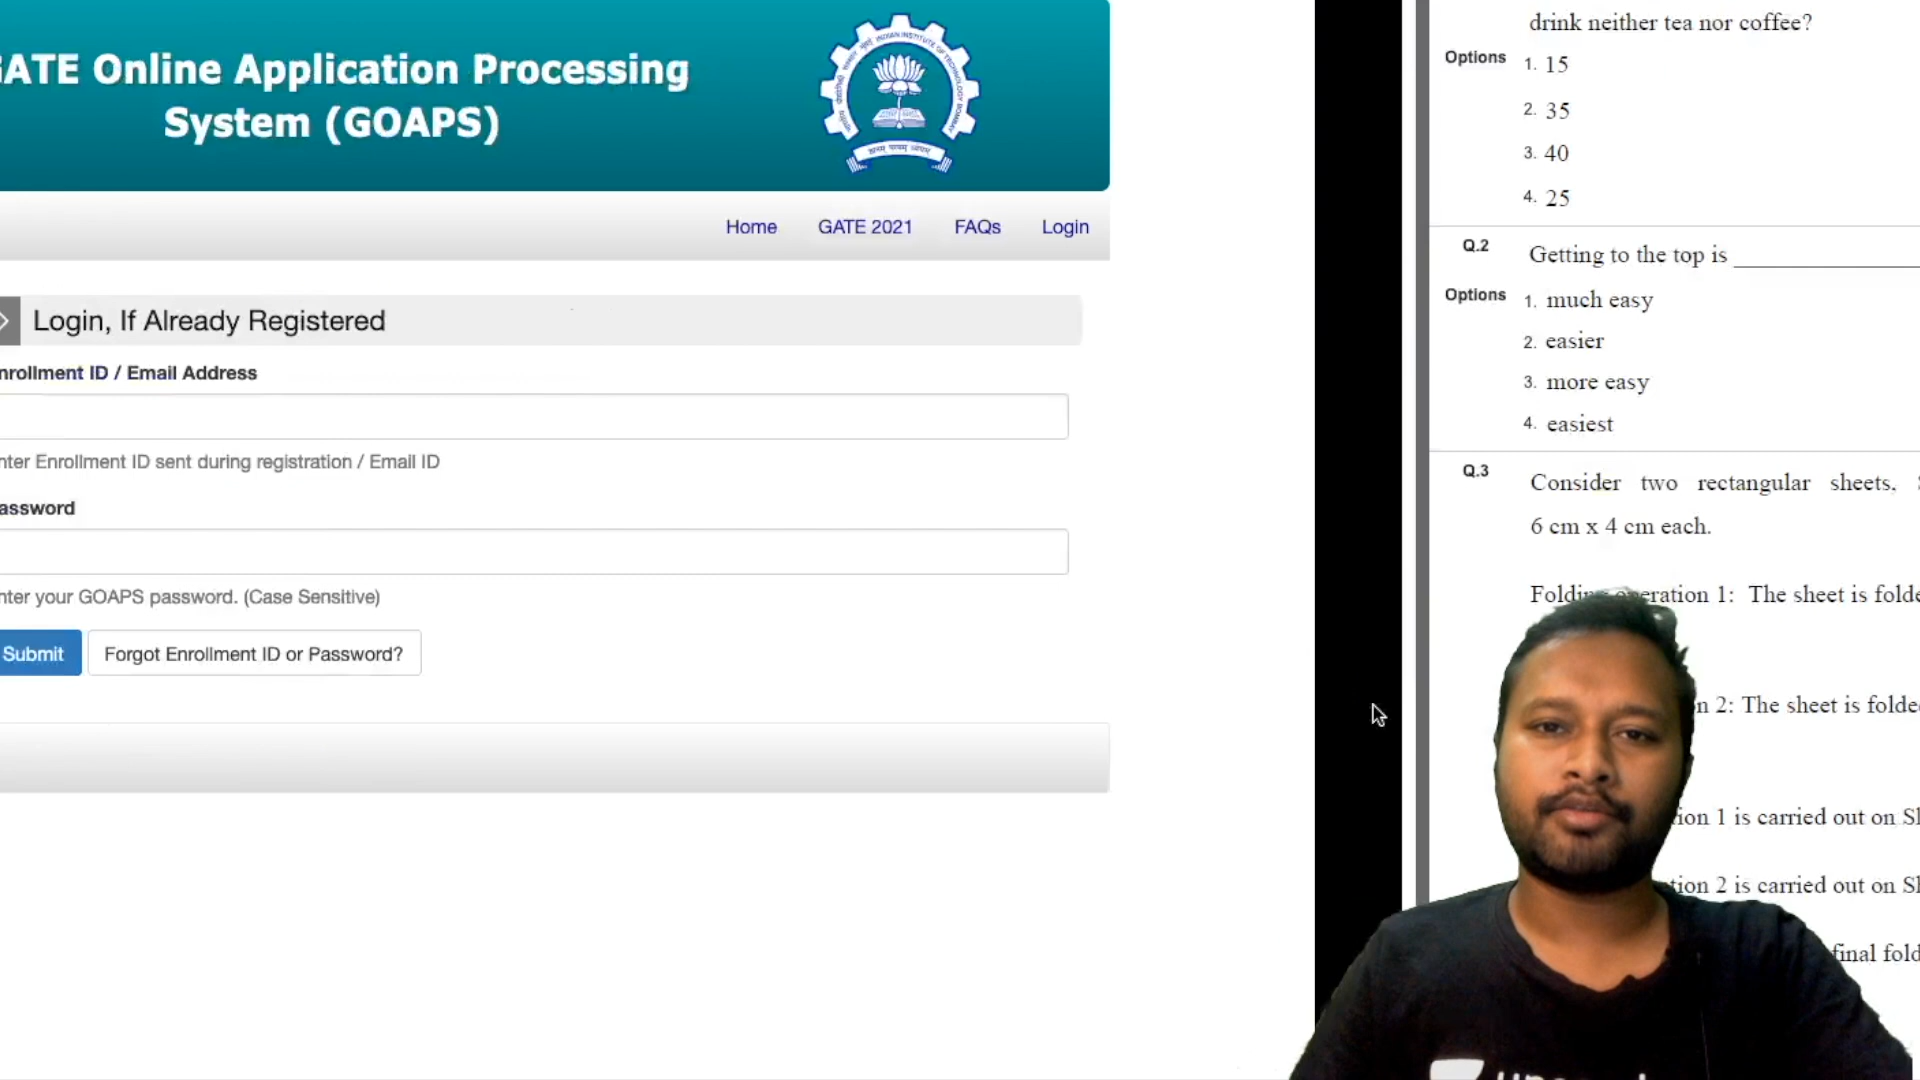 GATE Online Application Processing
System (GOAPS)
Home GATE 2021 FAQs Login
Login, If Already Registered
nrollment ID / Email Address
nter Enrollment ID sent during registration / Email ID
assword
nter your GOAPS password. (Case Sensitive)
Submit Forgot Enrollment ID or Password?
drink neither tea nor coffee?
Options 1. 15
2. 35
3. 40
4. 25
Q.2 Getting to the top is ____________
Options 1. much easy
2. easier
3. more easy
4. easiest
Q.3 Consider two rectangular sheets,
6 cm x 4 cm each.
Folding operation 1: The sheet is folde
n 2: The sheet is folde
ion 1 is carried out on Sh
tion 2 is carried out on Sh
final fold